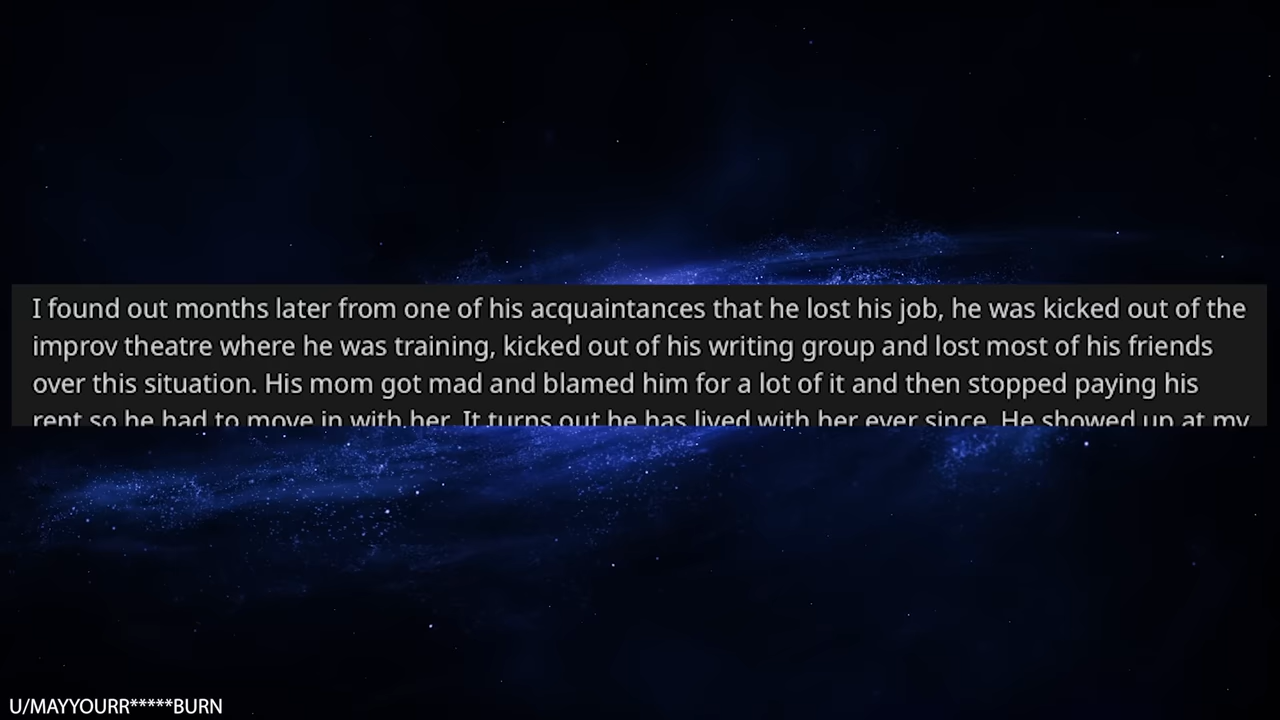 I found out months later from one of his acquaintances that he lost his job, he was kicked out of the
improv theatre where he was training, kicked out of his writing group and lost most of his friends
over this situation. His mom got mad and blamed him for a lot of it and then stopped paying his
rent so he had to move in with her. It turns out he has lived with her ever since. He showed up at my
U/MAYYOURR*****BURN